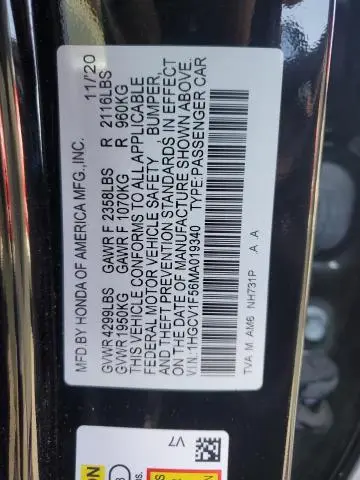 MFD BY HONDA OF AMERICA MFG.,INC. 11/'20
GVWR 4299LBS GAWR F 2358LBS R 2116LBS
GVWR 1950KG GAWR F 1070KG R 960KG
THIS VEHICLE CONFORMS TO ALL APPLICABLE
FEDERAL MOTOR VEHICLE SAFETY BUMPER,
AND THEFT PREVENTION STANDARDS IN EFFECT
ON THE DATE OF MANUFACTURE SHOWN ABOVE.
V.I.N.:1HGCV1F56MA019340 TYPE:PASSENGER CAR
TVA M AM6 NH731P A A
V7